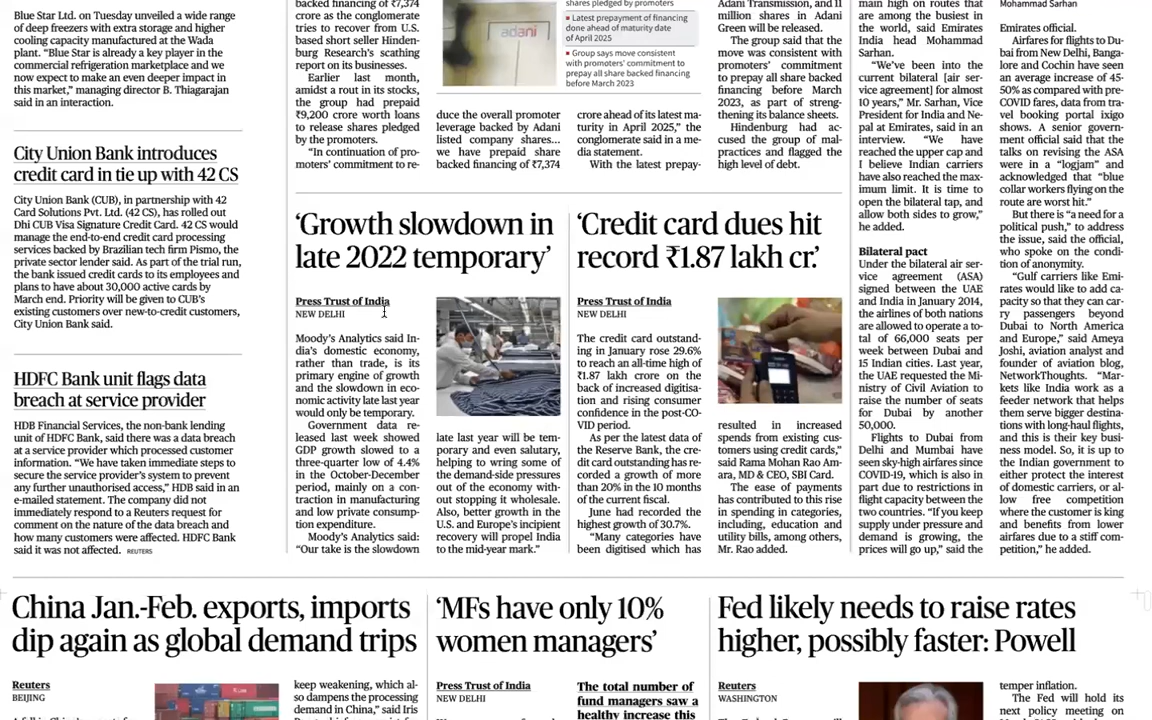 Blue Star Ltd. on Tuesday unveiled a wide range
of deep freezers with extra storage and higher
cooling capacity manufactured at the Wada
plant. “Blue Star is already a key player in the
commercial refrigeration marketplace and we
now expect to make an even deeper impact in
this market,” managing director B. Thiagarajan
said in an interaction.
City Union Bank introduces
credit card in tie up with 42 CS
City Union Bank (CUB), in partnership with 42
Card Solutions Pvt. Ltd. (42 CS), has rolled out
Dhi CUB Visa Signature Credit Card. 42 CS would
manage the end-to-end credit card processing
services backed by Brazilian tech firm Pismo, the
private sector lender said. As part of the trial run,
the bank issued credit cards to its employees and
plans to have about 30,000 active cards by
March end. Priority will be given to CUB’s
existing customers over new-to-credit customers,
City Union Bank said.
HDFC Bank unit flags data
breach at service provider
HDB Financial Services, the non-bank lending
unit of HDFC Bank, said there was a data breach
at a service provider which processed customer
information. “We have taken immediate steps to
secure the service provider’s system to prevent
any further unauthorised access,” HDB said in an
e-mailed statement. The company did not
immediately respond to a Reuters request for
comment on the nature of the data breach and
how many customers were affected. HDFC Bank
said it was not affected. REUTERS
backed financing of ₹7,374
crore as the conglomerate
tries to recover from U.S.
based short seller Hinden-
burg Research’s scathing
report on its businesses.
Earlier last month,
amidst a rout in its stocks,
the group had prepaid
₹9,200 crore worth loans
to release shares pledged
by the promoters.
“In continuation of pro-
moters’ commitment to re-
adani
shares pledged by promoters
■ Latest prepayment of financing
done ahead of maturity date
of April 2025
■ Group says move consistent
with promoters’ commitment to
prepay all share backed financing
before March 2023
duce the overall promoter
leverage backed by Adani
listed company shares...
we have prepaid share
backed financing of ₹7,374
crore ahead of its latest ma-
turity in April 2025,” the
conglomerate said in a me-
dia statement.
With the latest prepay-
Adani Transmission, and 11
million shares in Adani
Green will be released.
The group said that the
move was consistent with
promoters’ commitment
to prepay all share backed
financing before March
2023, as part of streng-
thening its balance sheets.
Hindenburg had ac-
cused the group of mal-
practices and flagged the
high level of debt.
‘Growth slowdown in
late 2022 temporary’
Press Trust of India
NEW DELHI
Moody’s Analytics said In-
dia’s domestic economy,
rather than trade, is its
primary engine of growth
and the slowdown in eco-
nomic activity late last year
would only be temporary.
Government data re-
leased last week showed
GDP growth slowed to a
three-quarter low of 4.4%
in the October-December
period, mainly on a con-
traction in manufacturing
and low private consump-
tion expenditure.
Moody’s Analytics said:
“Our take is the slowdown
late last year will be tem-
porary and even salutary,
helping to wring some of
the demand-side pressures
out of the economy with-
out stopping it wholesale.
Also, better growth in the
U.S. and Europe’s incipient
recovery will propel India
to the mid-year mark.”
‘Credit card dues hit
record ₹1.87 lakh cr.’
Press Trust of India
NEW DELHI
The credit card outstand-
ing in January rose 29.6%
to reach an all-time high of
₹1.87 lakh crore on the
back of increased digitisa-
tion and rising consumer
confidence in the post-CO-
VID period.
As per the latest data of
the Reserve Bank, the cre-
dit card outstanding has re-
corded a growth of more
than 20% in the 10 months
of the current fiscal.
June had recorded the
highest growth of 30.7%.
“Many categories have
been digitised which has
resulted in increased
spends from existing cus-
tomers using credit cards,”
said Rama Mohan Rao Am-
ara, MD & CEO, SBI Card.
The ease of payments
has contributed to this rise
in spending in categories,
including, education and
utility bills, among others,
Mr. Rao added.
main high on routes that
are among the busiest in
the world, said Emirates
India head Mohammad
Sarhan.
“We’ve been into the
current bilateral [air ser-
vice agreement] for almost
10 years,” Mr. Sarhan, Vice
President for India and Ne-
pal at Emirates, said in an
interview. “We have
reached the upper cap and
I believe Indian carriers
have also reached the max-
imum limit. It is time to
open the bilateral tap, and
allow both sides to grow,”
he added.
Bilateral pact
Under the bilateral air ser-
vice agreement (ASA)
signed between the UAE
and India in January 2014,
the airlines of both nations
are allowed to operate a to-
tal of 66,000 seats per
week between Dubai and
15 Indian cities. Last year,
the UAE requested the Mi-
nistry of Civil Aviation to
raise the number of seats
for Dubai by another
50,000.
Flights to Dubai from
Delhi and Mumbai have
seen sky-high airfares since
COVID-19, which is also in
part due to restrictions in
flight capacity between the
two countries. “If you keep
supply under pressure and
demand is growing, the
prices will go up,” said the
Mohammad Sarhan
Emirates official.
Airfares for flights to Du-
bai from New Delhi, Banga-
lore and Cochin have seen
an average increase of 45-
50% as compared with pre-
COVID fares, data from tra-
vel booking portal ixigo
shows. A senior govern-
ment official said that the
talks on revising the ASA
were in a “logjam” and
acknowledged that “blue
collar workers flying on the
route are worst hit.”
But there is “a need for a
political push,” to address
the issue, said the official,
who spoke on the condi-
tion of anonymity.
“Gulf carriers like Emi-
rates would like to add ca-
pacity so that they can car-
ry passengers beyond
Dubai to North America
and Europe,” said Ameya
Joshi, aviation analyst and
founder of aviation blog,
NetworkThoughts. “Mar-
kets like India work as a
feeder network that helps
them serve bigger destina-
tions with long-haul flights,
and this is their key busi-
ness model. So, it is up to
the Indian government to
either protect the interest
of domestic carriers, or al-
low free competition
where the customer is king
and benefits from lower
airfares due to a stiff com-
petition,” he added.
China Jan.-Feb. exports, imports
dip again as global demand trips
Reuters
BEIJING
keep weakening, which al-
so dampens the processing
demand in China,” said Iris
‘MFs have only 10%
women managers’
Press Trust of India
NEW DELHI
The total number of
fund managers saw a
healthy increase this
Fed likely needs to raise rates
higher, possibly faster: Powell
Reuters
WASHINGTON
temper inflation.
The Fed will hold its
next policy meeting on